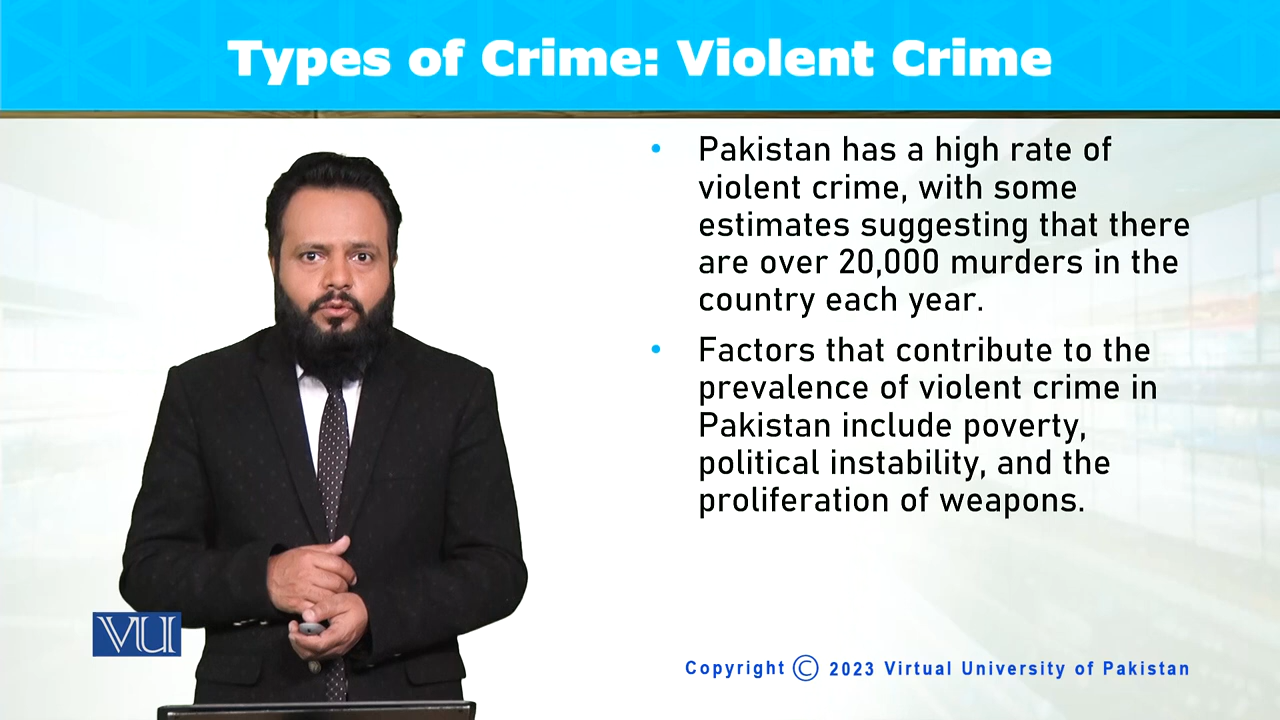 Types of Crime: Violent Crime
• Pakistan has a high rate of
violent crime, with some
estimates suggesting that there
are over 20,000 murders in the
country each year.
• Factors that contribute to the
prevalence of violent crime in
Pakistan include poverty,
political instability, and the
proliferation of weapons.
VU
Copyright © 2023 Virtual University of Pakistan